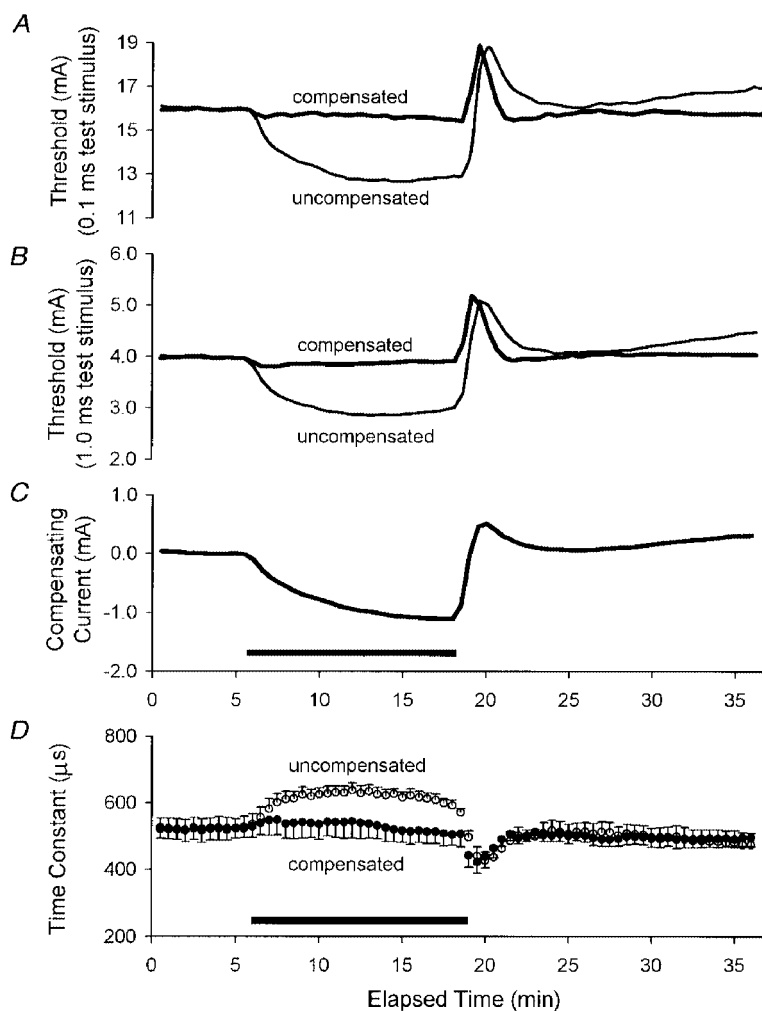 A
Threshold (mA)
(0.1 ms test stimulus)
19
17
15
13
11
compensated
uncompensated
B
Threshold (mA)
(1.0 ms test stimulus)
6.0
5.0
4.0
3.0
2.0
compensated
uncompensated
C
Compensating
Current (mA)
1.0
0.0
-1.0
-2.0
0 5 10 15 20 25 30 35
D
Time Constant (µs)
800
600
400
200
uncompensated
compensated
0 5 10 15 20 25 30 35
Elapsed Time (min)